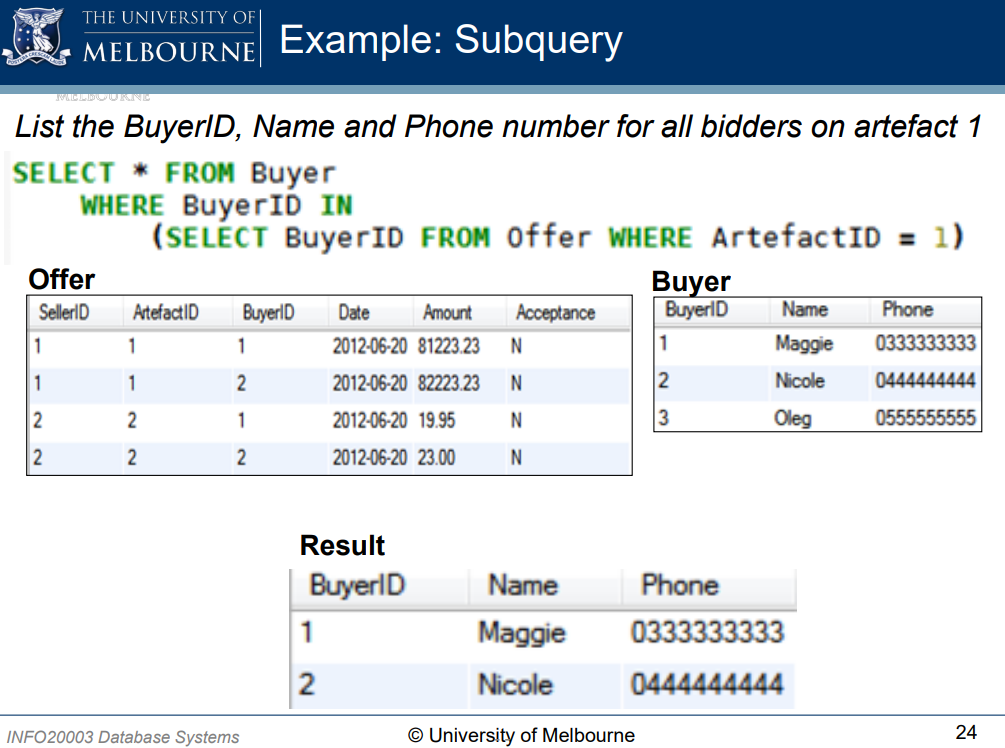 THE UNIVERSITY OF
MELBOURNE
Example: Subquery
MELBOURNE
List the BuyerID, Name and Phone number for all bidders on artefact 1
SELECT * FROM Buyer
WHERE BuyerID IN
(SELECT BuyerID FROM Offer WHERE ArtefactID = 1)
Offer
SellerID ArtefactID BuyerID Date Amount Acceptance
1 1 1 2012-06-20 81223.23 N
1 1 2 2012-06-20 82223.23 N
2 2 1 2012-06-20 19.95 N
2 2 2 2012-06-20 23.00 N
Buyer
BuyerID Name Phone
1 Maggie 0333333333
2 Nicole 0444444444
3 Oleg 0555555555
Result
BuyerID Name Phone
1 Maggie 0333333333
2 Nicole 0444444444
INFO20003 Database Systems
© University of Melbourne
24